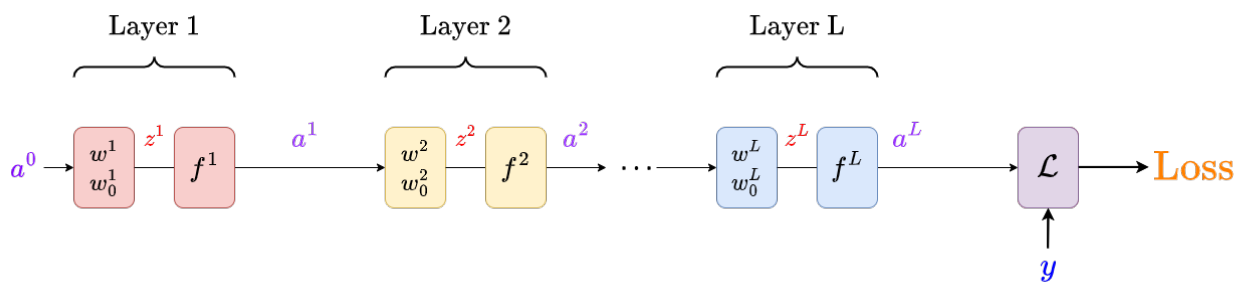 Layer 1 Layer 2 Layer L
a^0 w^1 w_0^1 z^1 f^1 a^1 w^2 w_0^2 z^2 f^2 a^2 ... w^L w_0^L z^L f^L a^L ℒ Loss
y